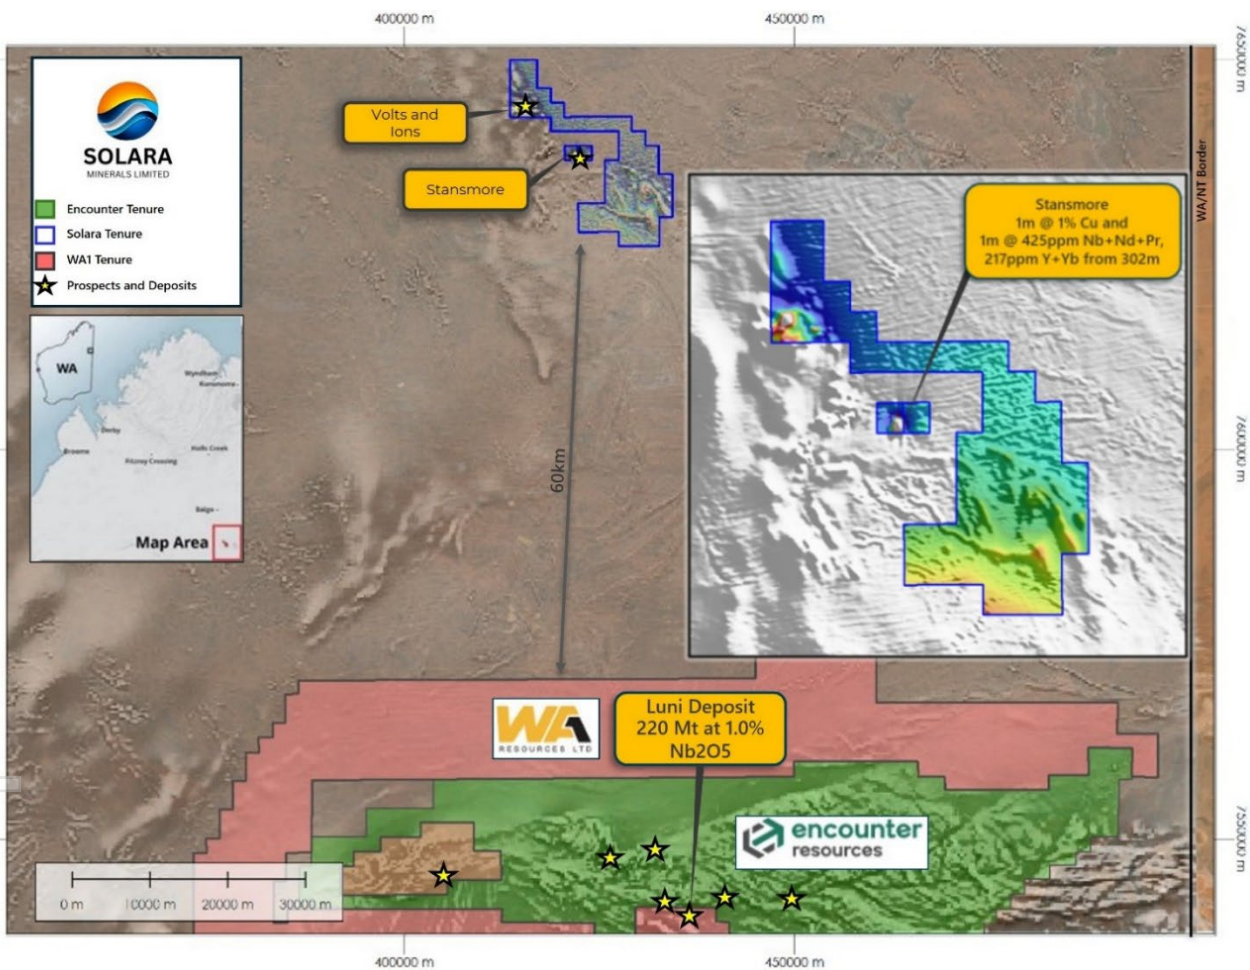 400000 m
450000 m
7650000 m
SOLARA
MINERALS LIMITED
Encounter Tenure
Solara Tenure
WA1 Tenure
Prospects and Deposits
Volts and
Ions
Stansmore
WA/NT Border
Stansmore
1m @ 1% Cu and
1m @ 425ppm Nb+Nd+Pr,
217ppm Y+Yb from 302m
WA
Wyndham
Kununurra
Derby
Broome
Fitzroy Crossing
Halls Creek
Balgo
Map Area
60km
7600000 m
WA1
RESOURCES LTD
Luni Deposit
220 Mt at 1.0%
Nb2O5
encounter
resources
7550000 m
0 m
10000 m
20000 m
30000 m
400000 m
450000 m